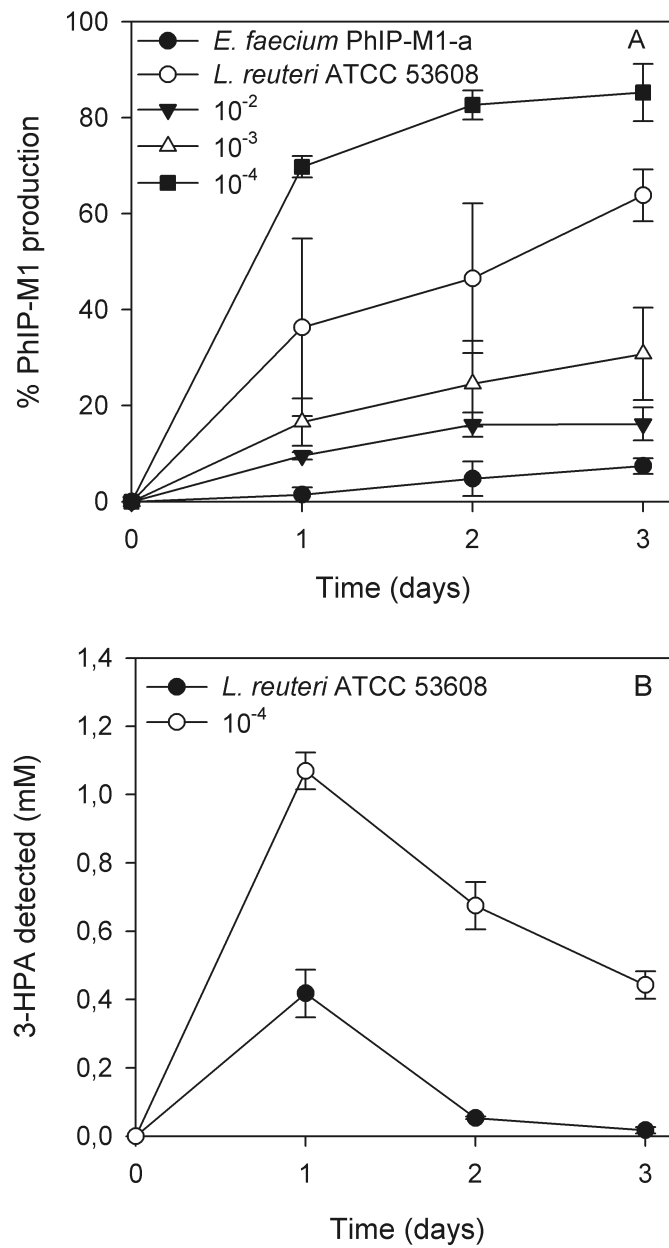 100
80
60
40
20
0
% PhIP-M1 production
E. faecium PhIP-M1-a
L. reuteri ATCC 53608
10⁻²
10⁻³
10⁻⁴
A
0 1 2 3
Time (days)
1,4
1,2
1,0
0,8
0,6
0,4
0,2
0,0
3-HPA detected (mM)
L. reuteri ATCC 53608
10⁻⁴
B
0 1 2 3
Time (days)